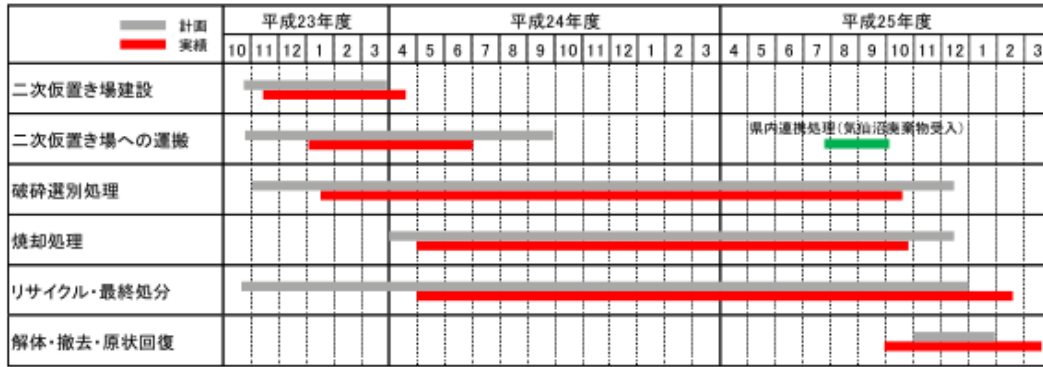 計画
実績
平成23年度 平成24年度 平成25年度
10 11 12 1 2 3 4 5 6 7 8 9 10 11 12 1 2 3 4 5 6 7 8 9 10 11 12 1 2 3
二次仮置き場建設
二次仮置き場への運搬
県内連携処理(気仙沼廃棄物受入)
破砕選別処理
焼却処理
リサイクル・最終処分
解体・撤去・原状回復